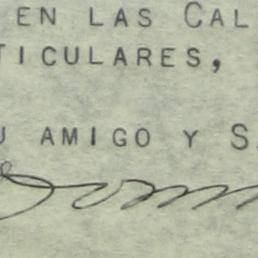 EN LAS CAL
TICULARES,
U AMIGO Y S.